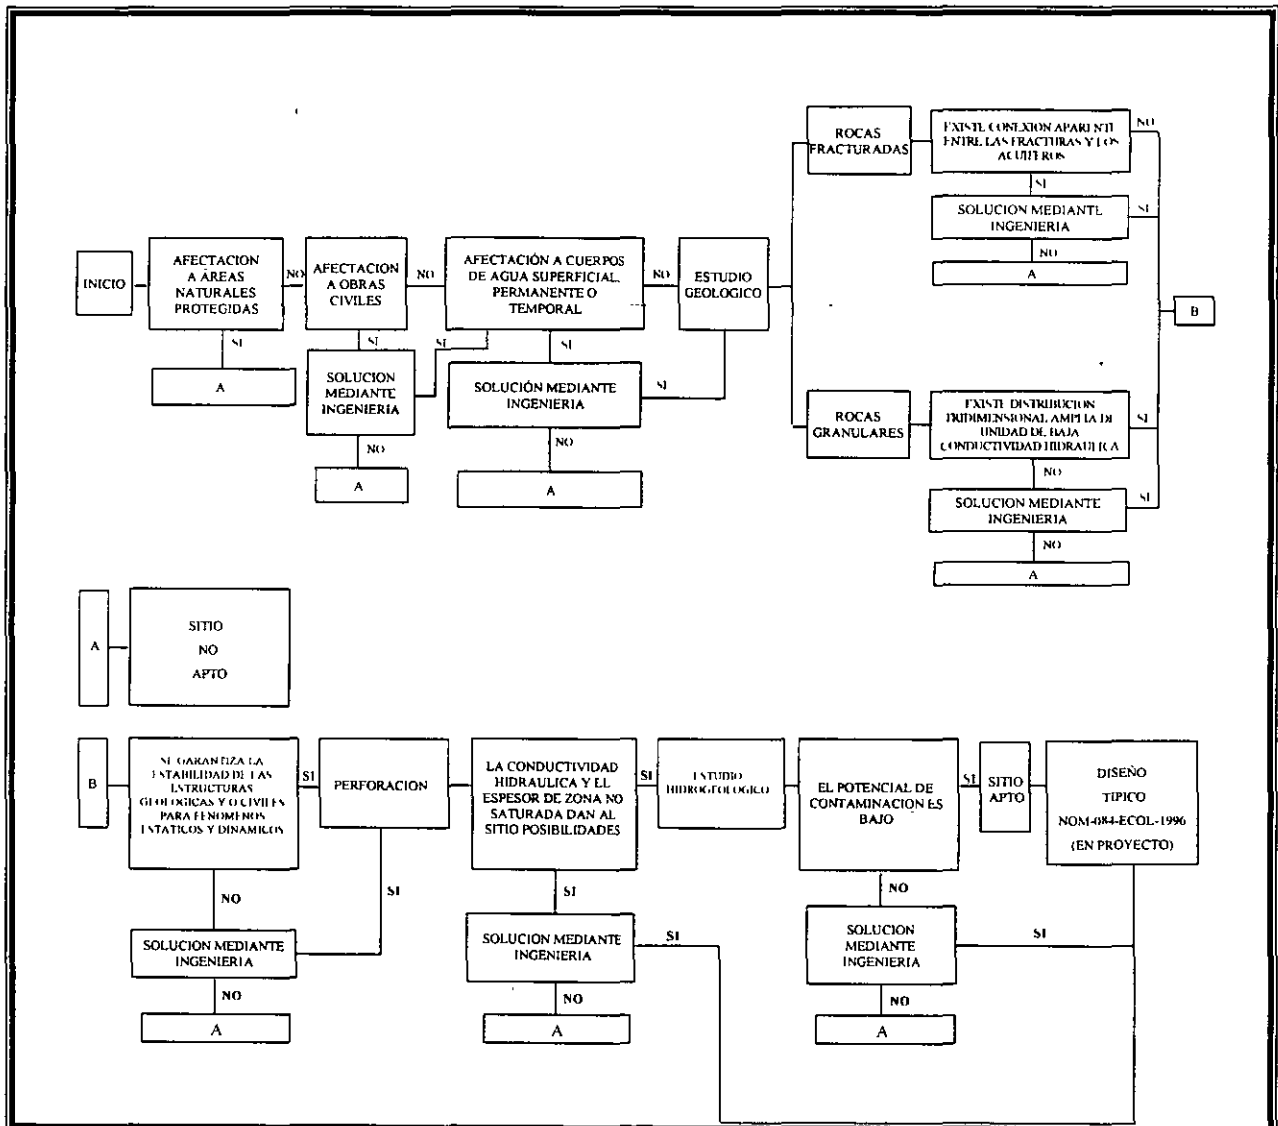 INICIO
AFECTACION
A ÁREAS
NATURALES
PROTEGIDAS
NO
SI
A
AFECTACION
A OBRAS
CIVILES
NO
SI
SOLUCION
MEDIANTE
INGENIERIA
SI
NO
A
AFECTACIÓN A CUERPOS
DE AGUA SUPERFICIAL,
PERMANENTE O
TEMPORAL
NO
SI
SOLUCIÓN MEDIANTE
INGENIERIA
SI
NO
A
ESTUDIO
GEOLOGICO
ROCAS
FRACTURADAS
EXISTE CONEXION APARENTE
ENTRE LAS FRACTURAS Y LOS
ACUIFEROS
NO
SI
SOLUCION MEDIANTE
INGENIERIA
SI
NO
A
ROCAS
GRANULARES
EXISTE DISTRIBUCION
TRIDIMENSIONAL AMPLIA DE
UNIDAD DE BAJA
CONDUCTIVIDAD HIDRAULICA
SI
NO
SOLUCION MEDIANTE
INGENIERIA
SI
NO
A
B
A
SITIO
NO
APTO
B
SE GARANTIZA LA
ESTABILIDAD DE LAS
ESTRUCTURAS
GEOLOGICAS Y O CIVILES
PARA FENOMENOS
ESTATICOS Y DINAMICOS
SI
NO
SOLUCION MEDIANTE
INGENIERIA
SI
NO
A
PERFORACION
LA CONDUCTIVIDAD
HIDRAULICA Y EL
ESPESOR DE ZONA NO
SATURADA DAN AL
SITIO POSIBILIDADES
SI
SI
SOLUCION MEDIANTE
INGENIERIA
SI
NO
A
ESTUDIO
HIDROGEOLOGICO
EL POTENCIAL DE
CONTAMINACION ES
BAJO
SI
NO
SOLUCION
MEDIANTE
INGENIERIA
SI
NO
A
SITIO
APTO
DISEÑO
TIPICO
NOM-084-ECOL-1996
(EN PROYECTO)